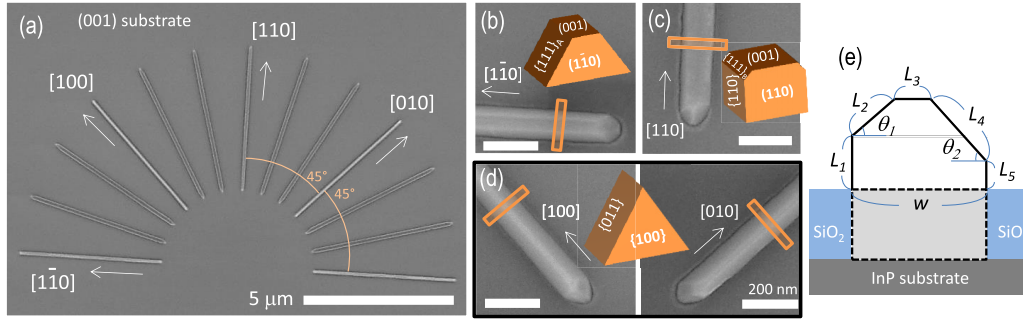 (a)
(001) substrate
[110]
[100]
[010]
45°
45°
[11̄0]
5 μm
(b)
(001)
{111}A
(11̄0)
[11̄0]
(c)
(001)
{111}B
{110}
(110)
[110]
(d)
[100]
{011}
{100}
[010]
200 nm
(e)
L3
L2
L4
θ1
θ2
L1
L5
w
SiO2
SiO
InP substrate